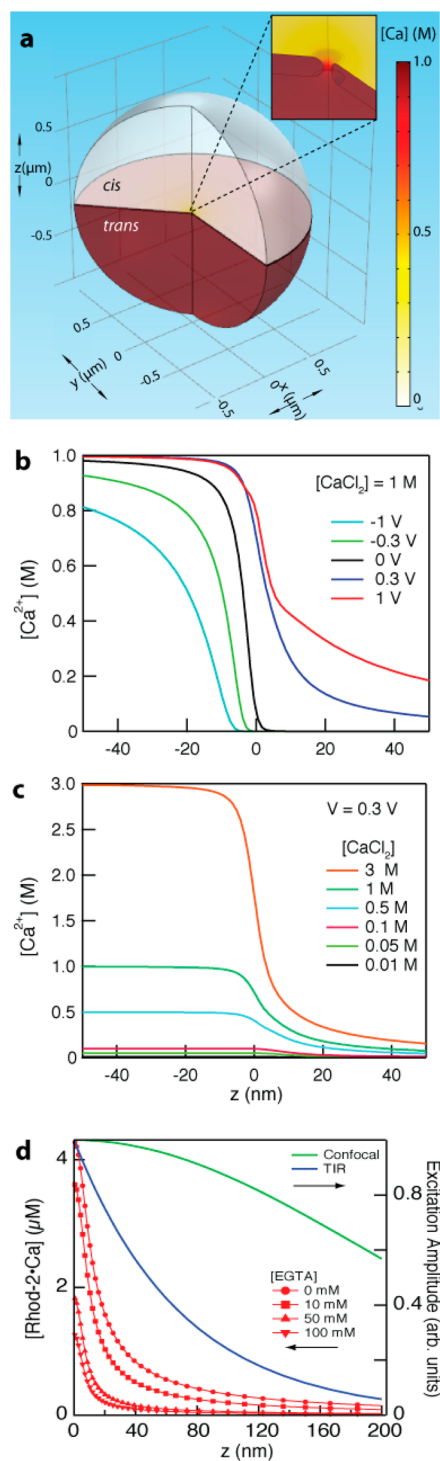 a
[Ca] (M)
1.0
0.5
0
0.5
z(μm)
0
-0.5
cis
trans
0.5
0
-0.5
y (μm)
0.5
0
-0.5
x (μm)
b
1.0
0.8
0.6
0.4
0.2
0
[Ca²⁺] (M)
[CaCl₂] = 1 M
-1 V
-0.3 V
0 V
0.3 V
1 V
-40 -20 0 20 40
c
3.0
2.5
2.0
1.5
1.0
0.5
0
[Ca²⁺] (M)
V = 0.3 V
[CaCl₂]
3 M
1 M
0.5 M
0.1 M
0.05 M
0.01 M
-40 -20 0 20 40
z (nm)
d
4
2
0
[Rhod-2•Ca] (μM)
Confocal
TIR
[EGTA]
0 mM
10 mM
50 mM
100 mM
0.8
0.4
0
Excitation Amplitude (arb. units)
0 40 80 120 160 200
z (nm)